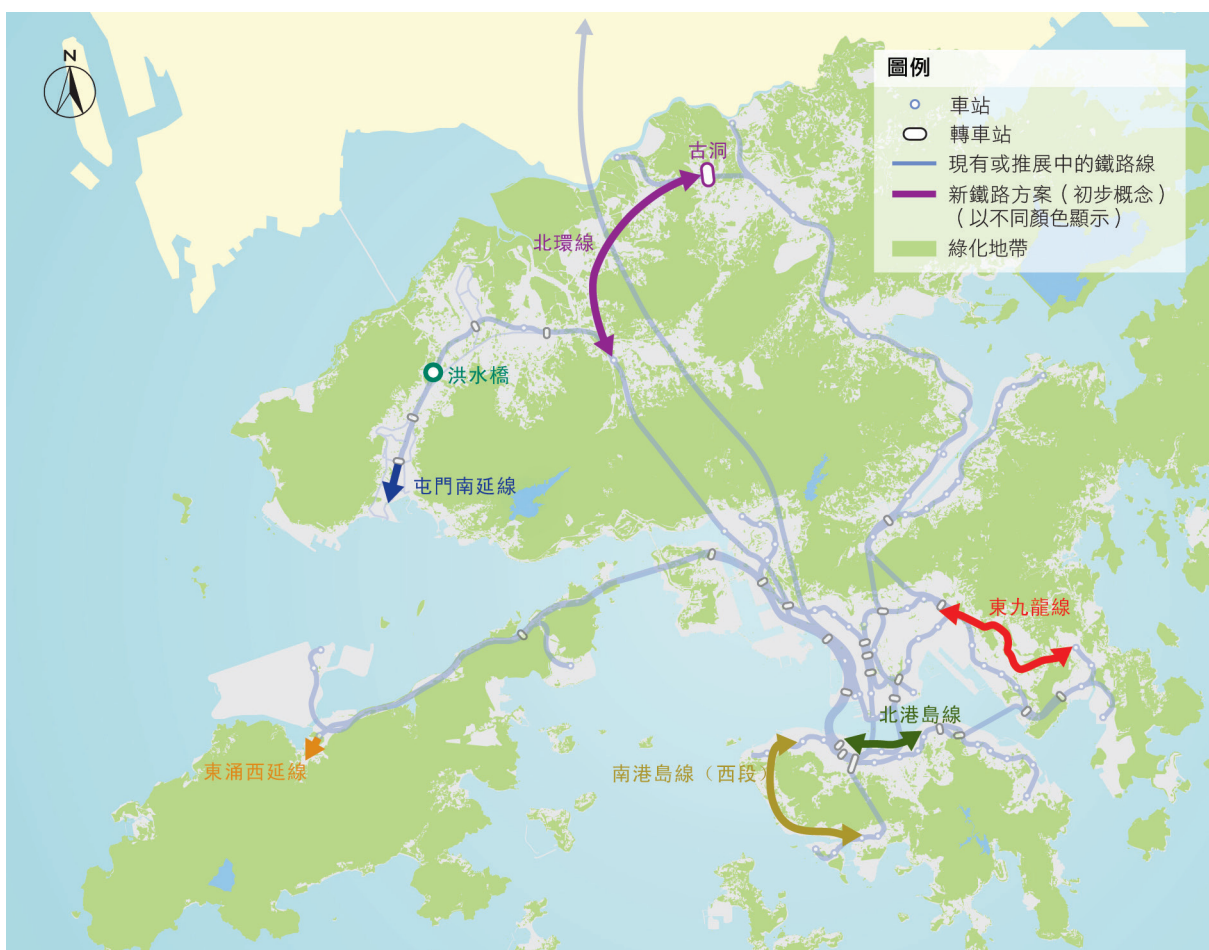 N
圖例
車站
轉車站
現有或推展中的鐵路線
新鐵路方案(初步概念)
(以不同顏色顯示)
綠化地帶
古洞
北環線
洪水橋
屯門南延線
東九龍線
北港島線
東涌西延線
南港島線(西段)